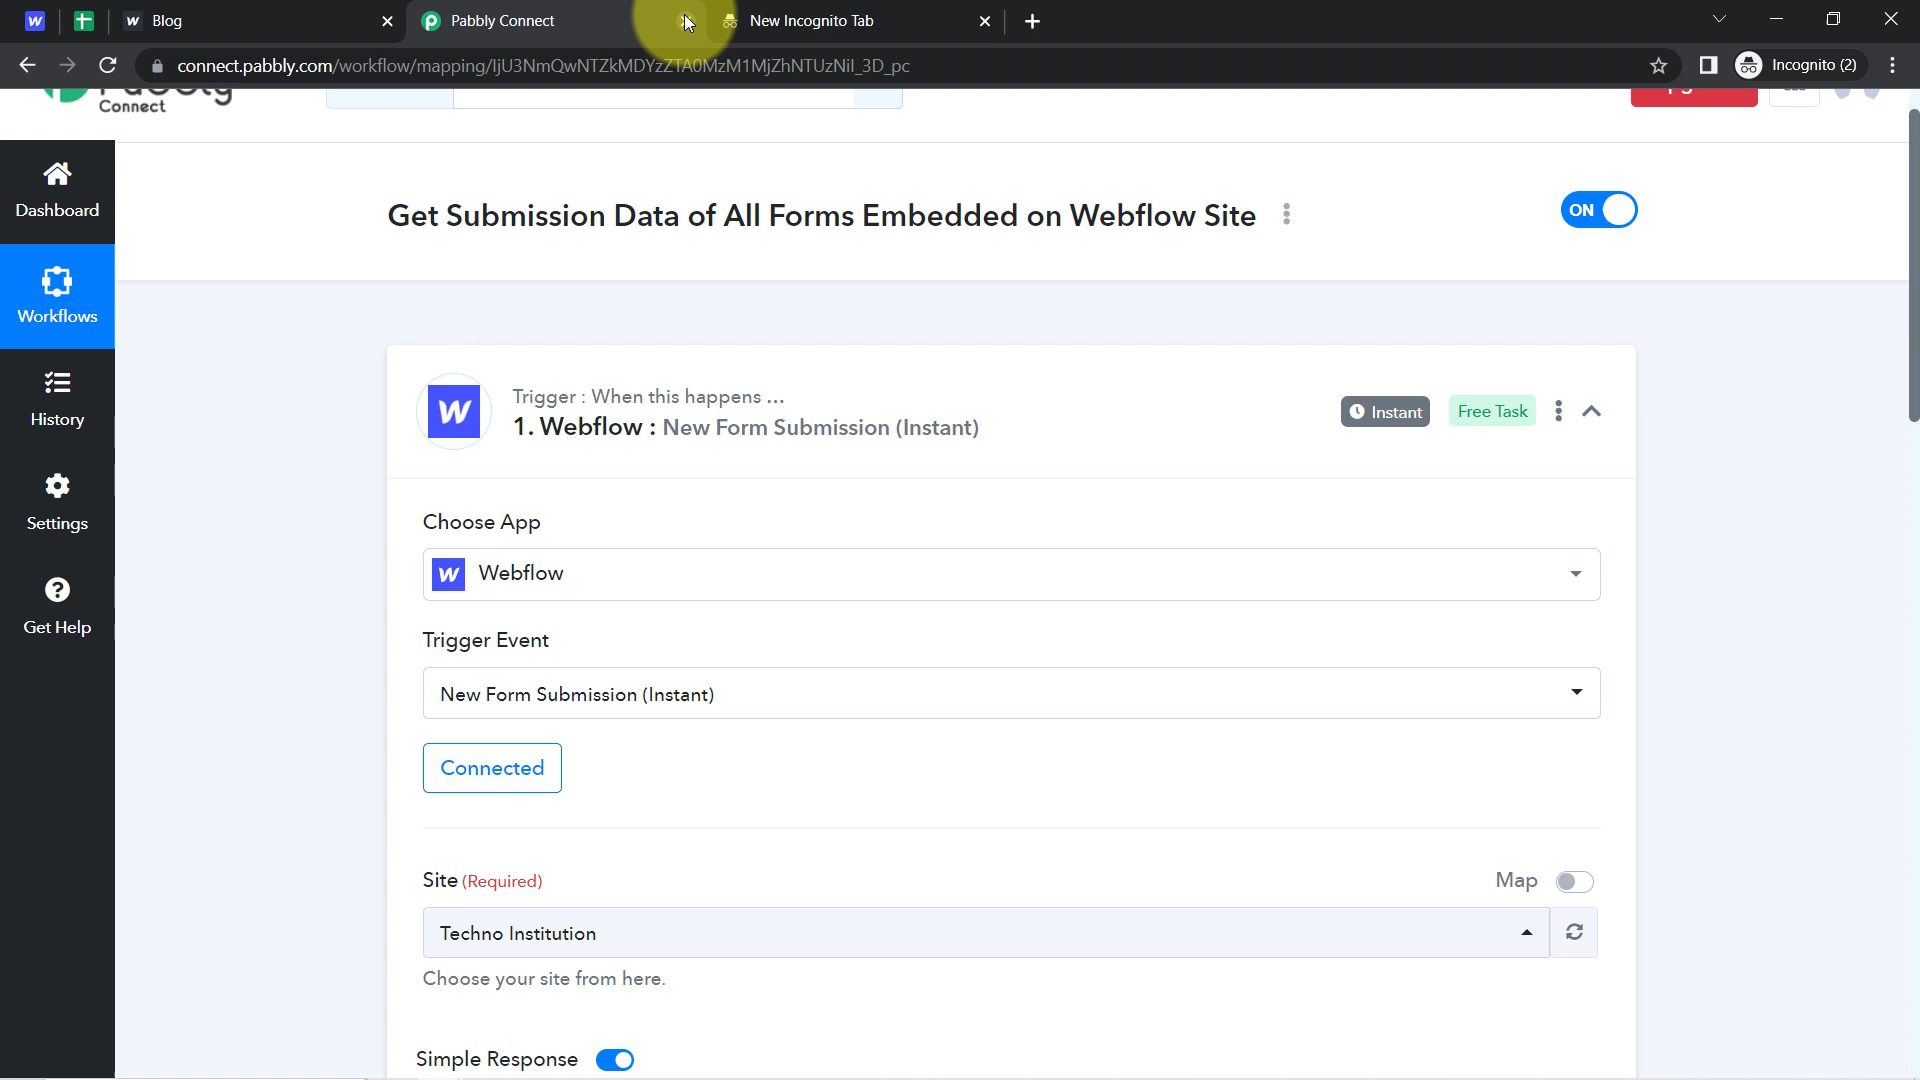 Blog
Pabbly Connect
New Incognito Tab
connect.pabbly.com/workflow/mapping/IjU3NmQwNTZkMDYzZTA0MzM1MjZhNTUzNiI_3D_pc
Incognito (2)
Connect
Dashboard
Workflows
History
Settings
Get Help
Get Submission Data of All Forms Embedded on Webflow Site
ON
Trigger : When this happens ...
1. Webflow : New Form Submission (Instant)
Instant
Free Task
Choose App
Webflow
Trigger Event
New Form Submission (Instant)
Connected
Site (Required)
Map
Techno Institution
Choose your site from here.
Simple Response